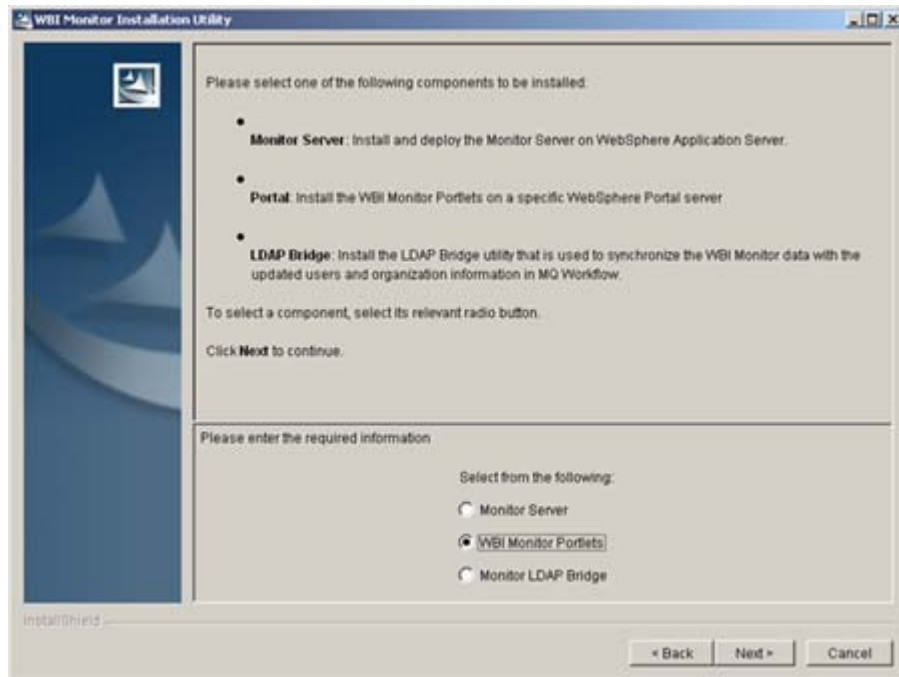 WBI Monitor Installation Utility
Please select one of the following components to be installed:
Monitor Server: Install and deploy the Monitor Server on WebSphere Application Server.
Portal: Install the WBI Monitor Portlets on a specific WebSphere Portal server
LDAP Bridge: Install the LDAP Bridge utility that is used to synchronize the WBI Monitor data with the
updated users and organization information in MQ Workflow.
To select a component, select its relevant radio button.
Click Next to continue.
Please enter the required information
Select from the following:
Monitor Server
WBI Monitor Portlets
Monitor LDAP Bridge
InstallShield
< Back Next > Cancel